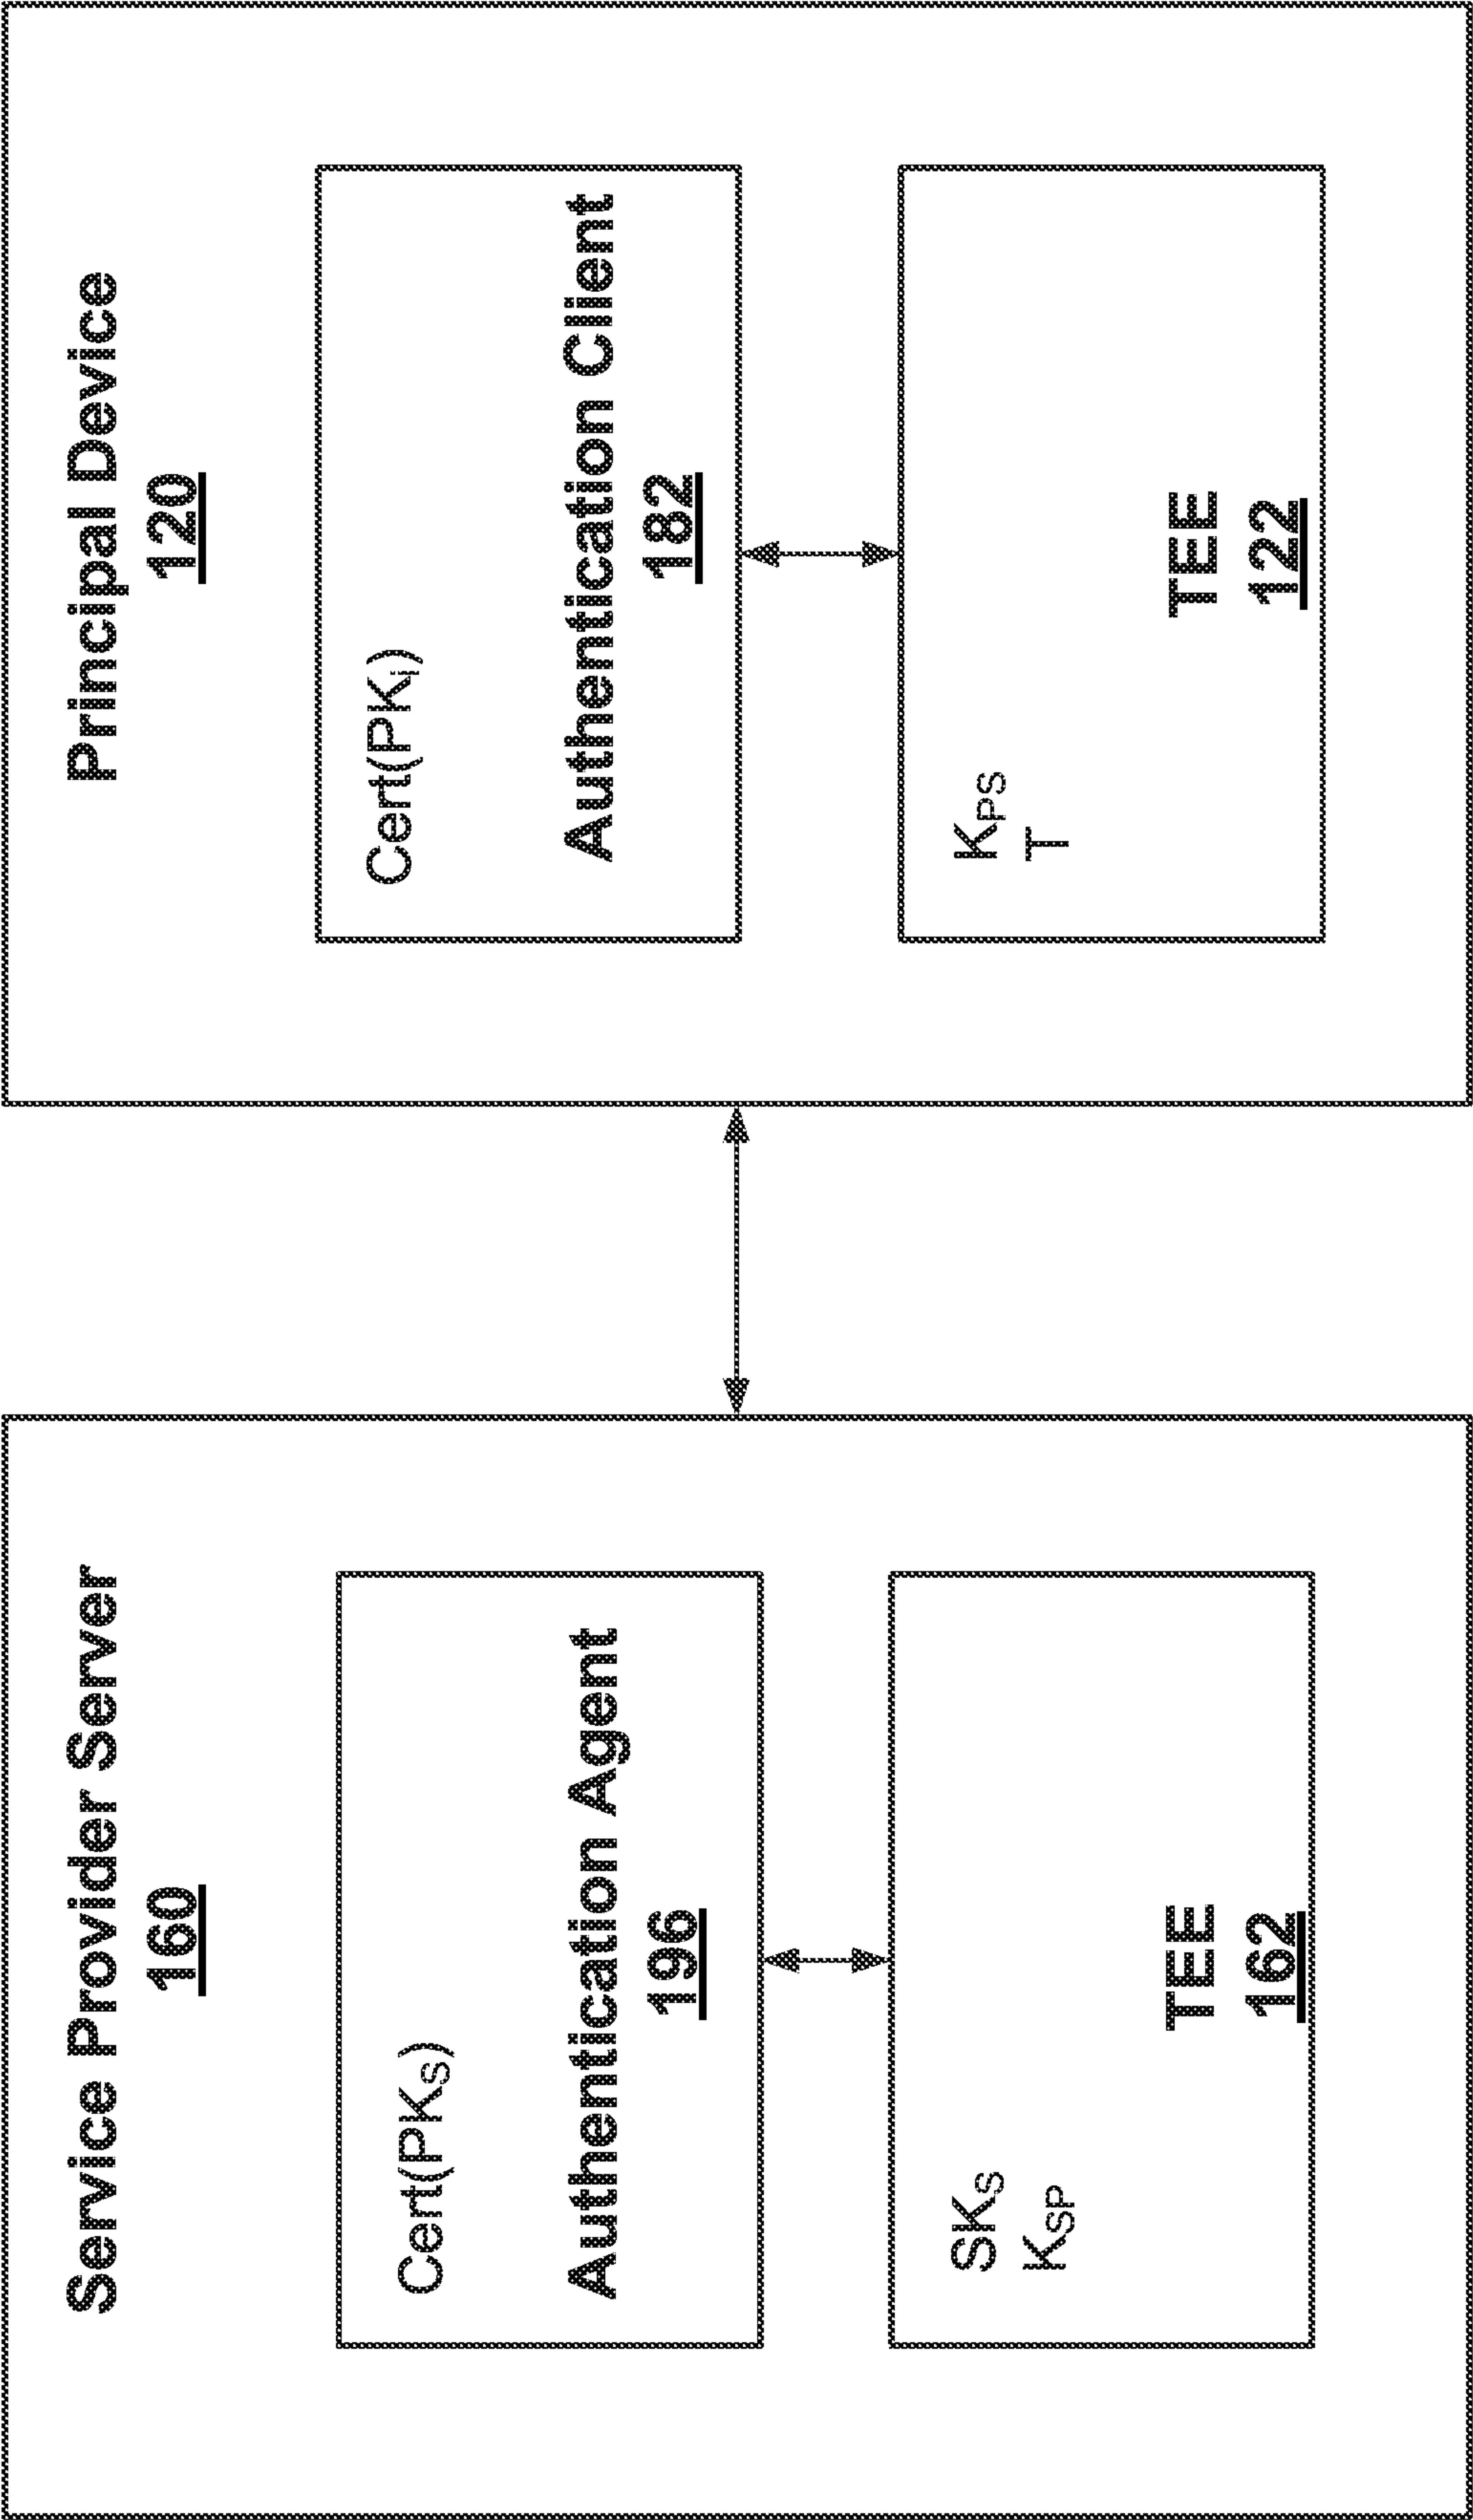 Service Provider Server
160
Cert(PKS)
Authentication Agent
196
SKS
KSP
TEE
162
Principal Device
120
Cert(PKi)
Authentication Client
182
KPS
T
TEE
122